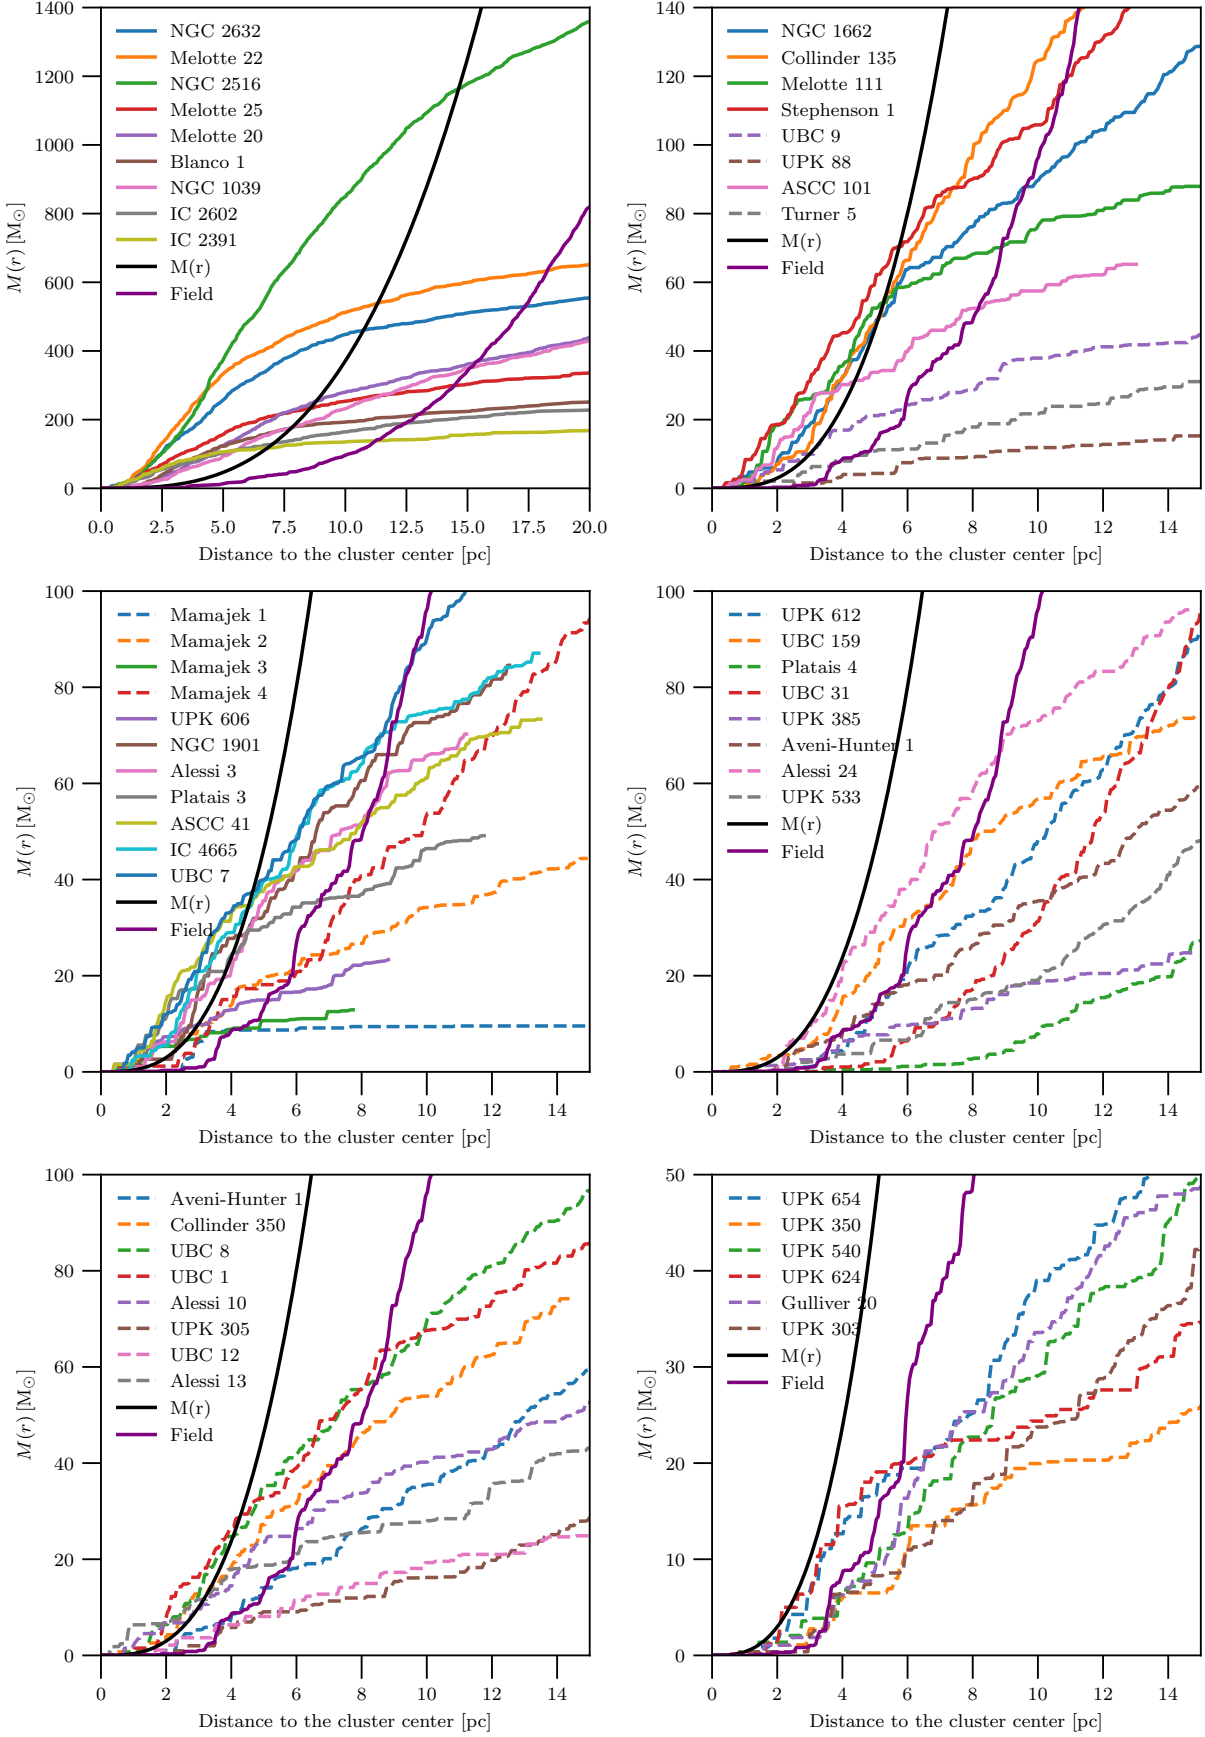 1400
1200
1000
800
600
400
200
0
M(r) [M⊙]
NGC 2632
Melotte 22
NGC 2516
Melotte 25
Melotte 20
Blanco 1
NGC 1039
IC 2602
IC 2391
M(r)
Field
0.0 2.5 5.0 7.5 10.0 12.5 15.0 17.5 20.0
Distance to the cluster center [pc]
140
120
100
80
60
40
20
0
M(r) [M⊙]
NGC 1662
Collinder 135
Melotte 111
Stephenson 1
UBC 9
UPK 88
ASCC 101
Turner 5
M(r)
Field
0 2 4 6 8 10 12 14
Distance to the cluster center [pc]
100
80
60
40
20
0
M(r) [M⊙]
Mamajek 1
Mamajek 2
Mamajek 3
Mamajek 4
UPK 606
NGC 1901
Alessi 3
Platais 3
ASCC 41
IC 4665
UBC 7
M(r)
Field
0 2 4 6 8 10 12 14
Distance to the cluster center [pc]
100
80
60
40
20
0
M(r) [M⊙]
UPK 612
UBC 159
Platais 4
UBC 31
UPK 385
Aveni-Hunter 1
Alessi 24
UPK 533
M(r)
Field
0 2 4 6 8 10 12 14
Distance to the cluster center [pc]
100
80
60
40
20
0
M(r) [M⊙]
Aveni-Hunter 1
Collinder 350
UBC 8
UBC 1
Alessi 10
UPK 305
UBC 12
Alessi 13
M(r)
Field
0 2 4 6 8 10 12 14
Distance to the cluster center [pc]
50
40
30
20
10
0
M(r) [M⊙]
UPK 654
UPK 350
UPK 540
UPK 624
Gulliver 20
UPK 303
M(r)
Field
0 2 4 6 8 10 12 14
Distance to the cluster center [pc]